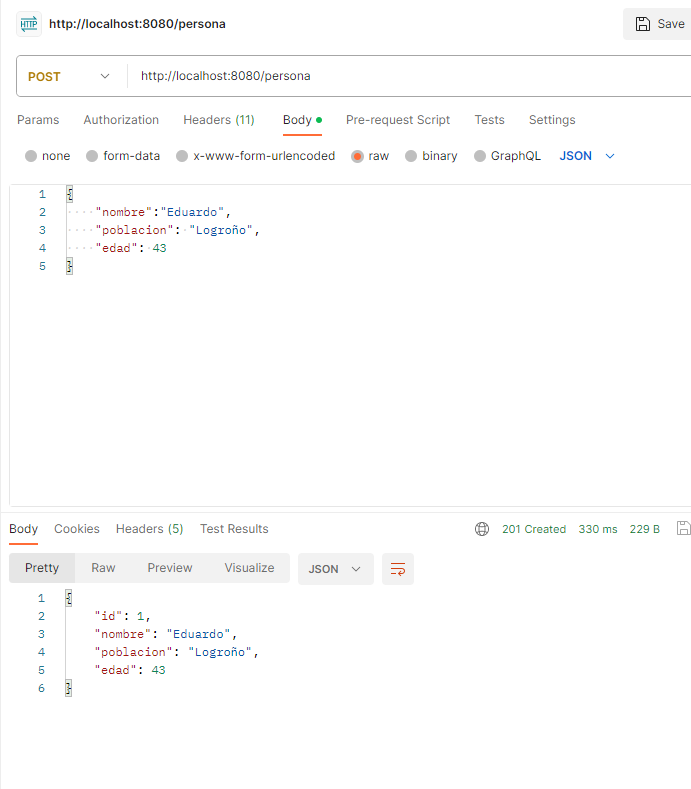 HTTP http://localhost:8080/persona Save
POST http://localhost:8080/persona
Params Authorization Headers (11) Body Pre-request Script Tests Settings
none form-data x-www-form-urlencoded raw binary GraphQL JSON
1 {
2 "nombre":"Eduardo",
3 "poblacion": "Logroño",
4 "edad": 43
5 }
Body Cookies Headers (5) Test Results 201 Created 330 ms 229 B
Pretty Raw Preview Visualize JSON
1 {
2 "id": 1,
3 "nombre": "Eduardo",
4 "poblacion": "Logroño",
5 "edad": 43
6 }